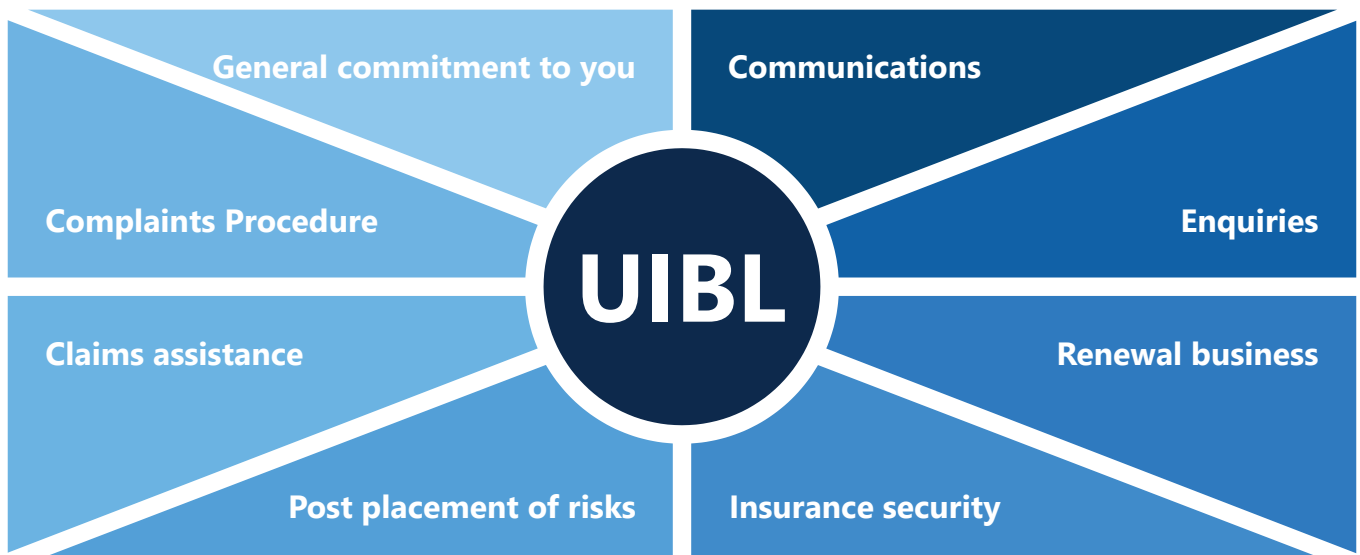 General commitment to you
Communications
Complaints Procedure
Enquiries
UIBL
Claims assistance
Renewal business
Post placement of risks
Insurance security